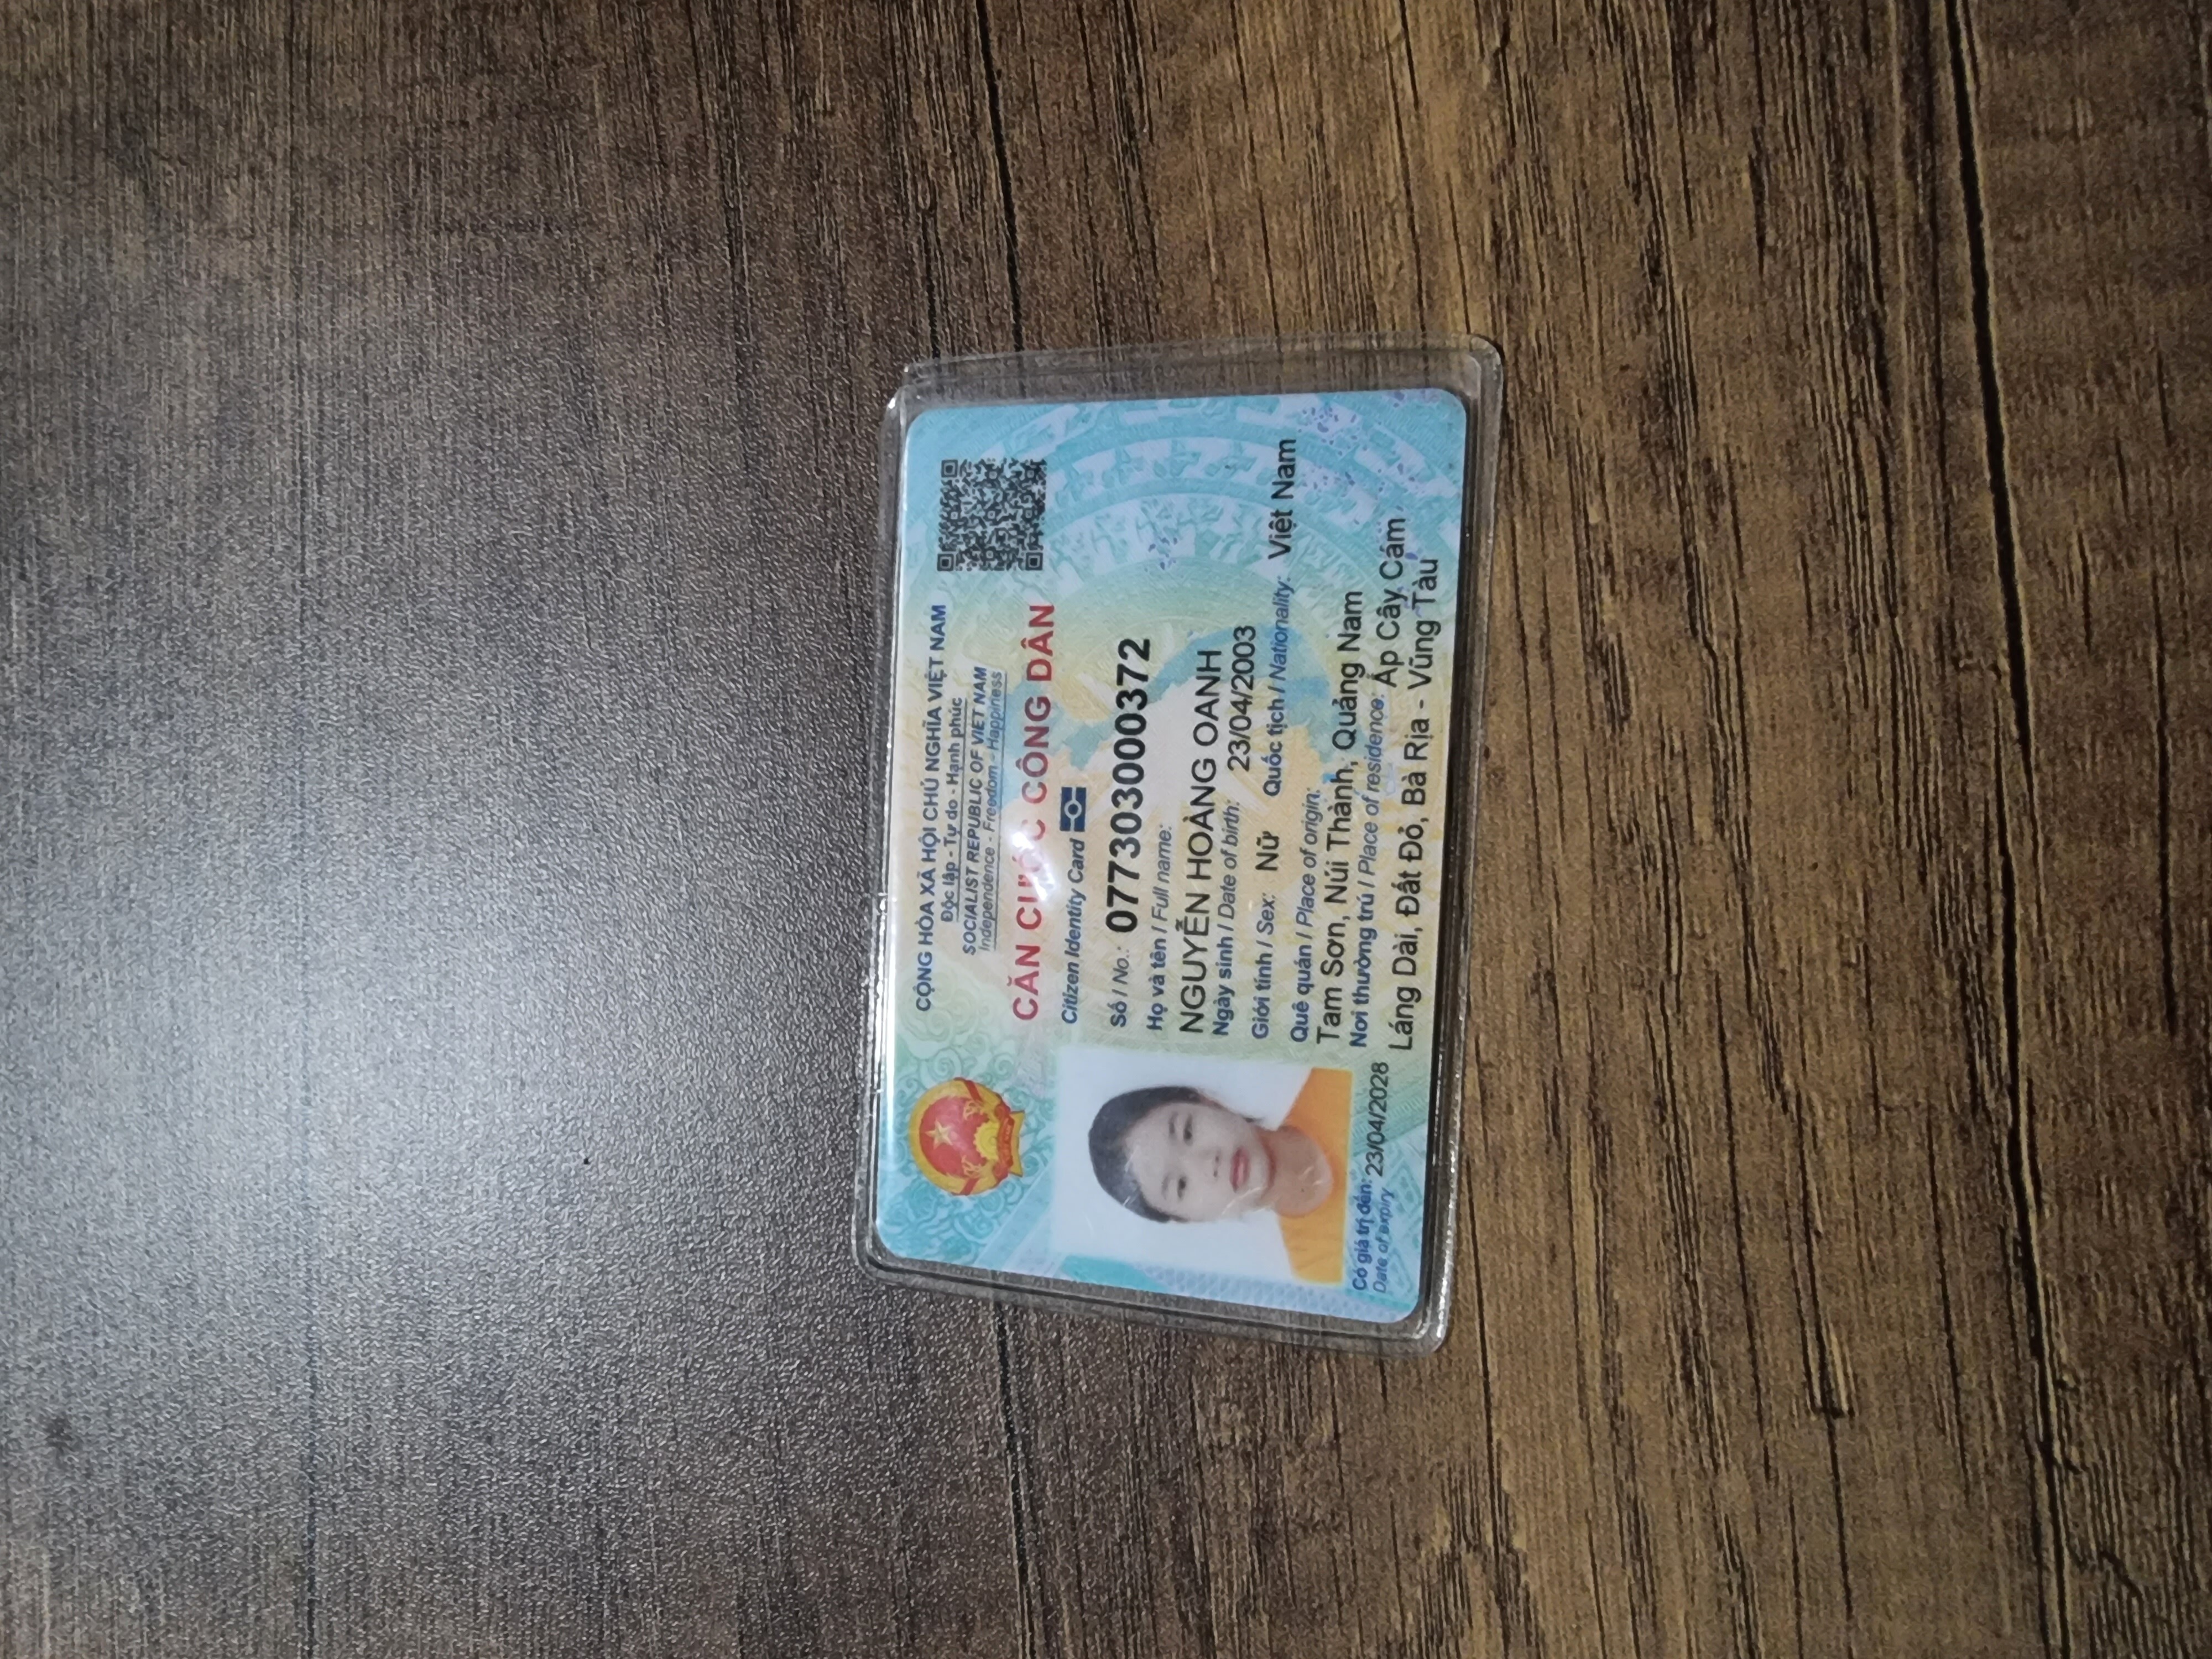 CỘNG HÒA XÃ HỘI CHỦ NGHĨA VIỆT NAM
Độc lập - Tự do - Hạnh phúc
SOCIALIST REPUBLIC OF VIET NAM
Independence - Freedom - Happiness
CĂN CƯỚC CÔNG DÂN
Citizen Identity Card
Số / No.: 077303000372
Họ và tên / Full name:
NGUYỄN HOÀNG OANH
Ngày sinh / Date of birth: 23/04/2003
Giới tính / Sex: Nữ Quốc tịch / Nationality: Việt Nam
Quê quán / Place of origin:
Tam Sơn, Núi Thành, Quảng Nam
Nơi thường trú / Place of residence: Ấp Cây Cám
Láng Dài, Đất Đỏ, Bà Rịa - Vũng Tàu
Có giá trị đến: 23/04/2028
Date of expiry